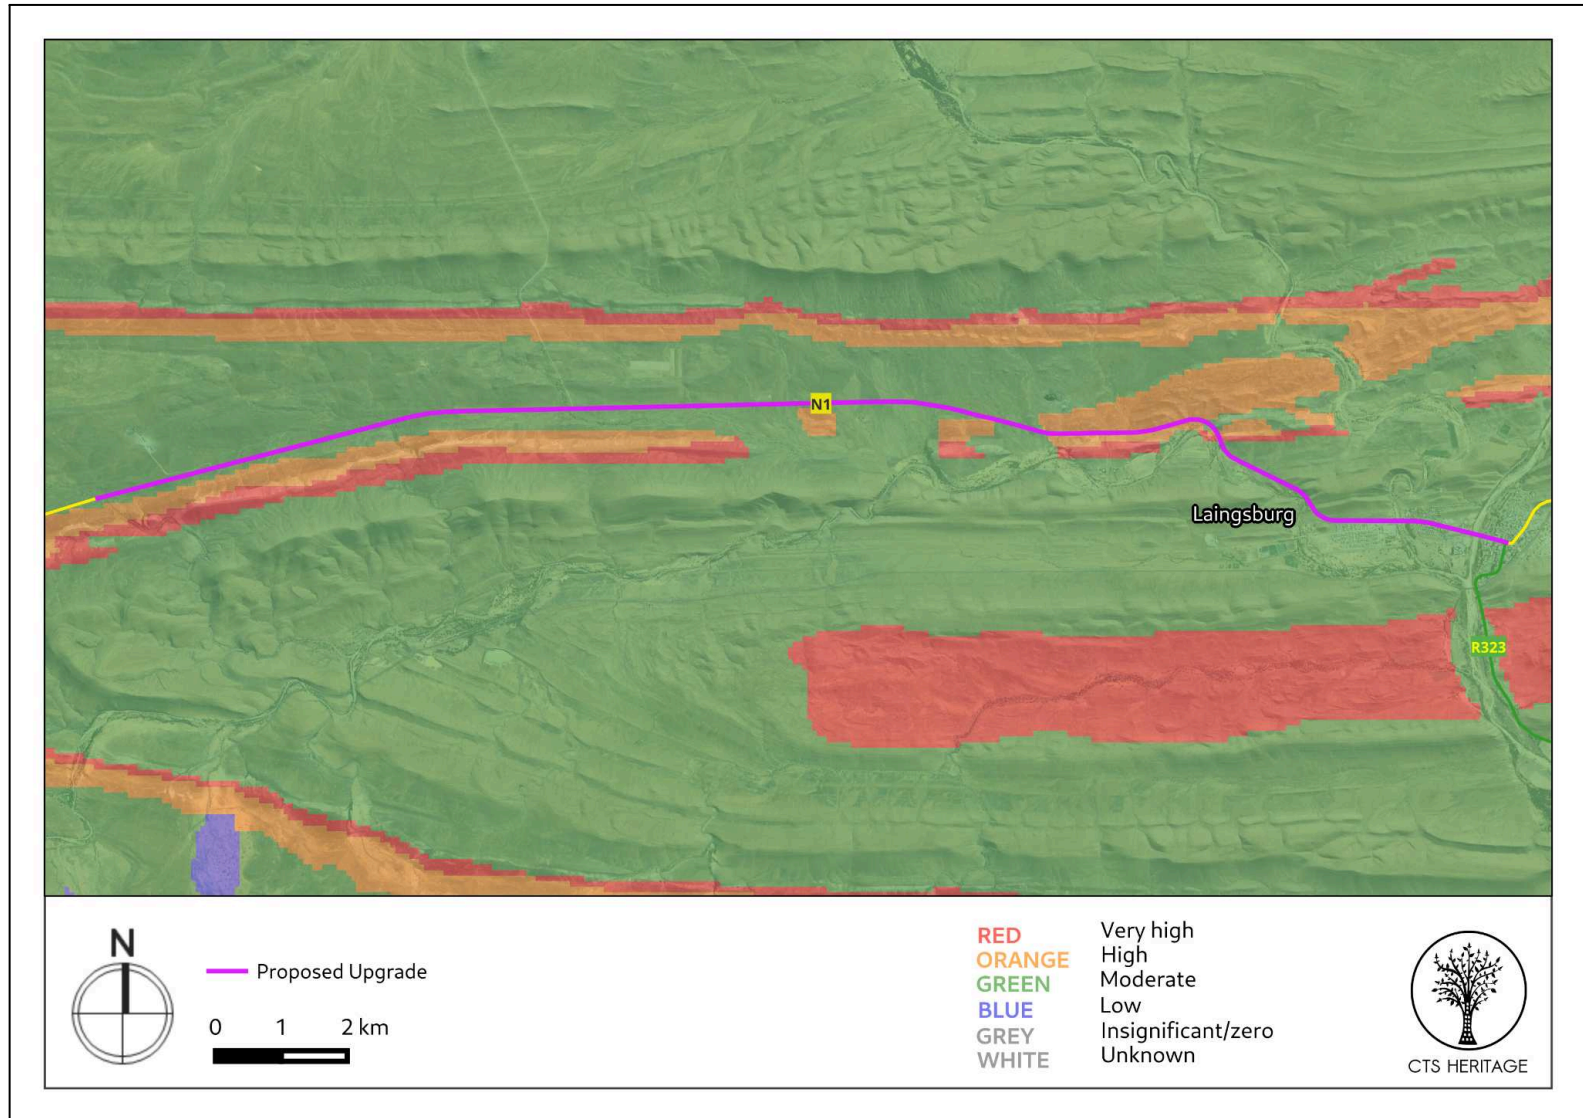 N1
Laingsburg
R323
N
Proposed Upgrade
0 1 2 km
RED Very high
ORANGE High
GREEN Moderate
BLUE Low
GREY Insignificant/zero
WHITE Unknown
CTS HERITAGE